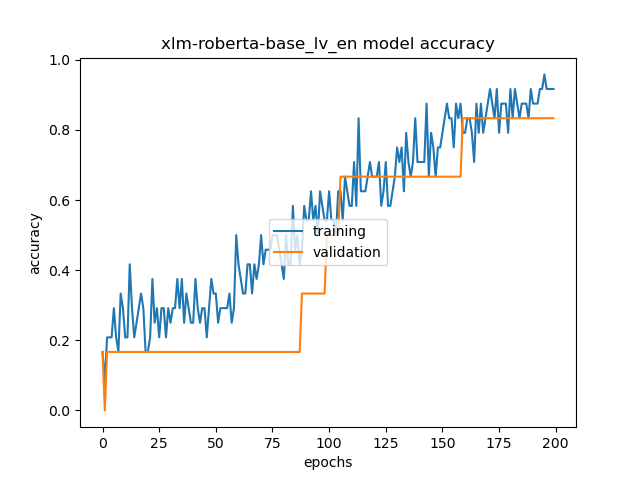 xlm-roberta-base_lv_en model accuracy
1.0
0.8
0.6
0.4
0.2
0.0
accuracy
training
validation
0 25 50 75 100 125 150 175 200
epochs